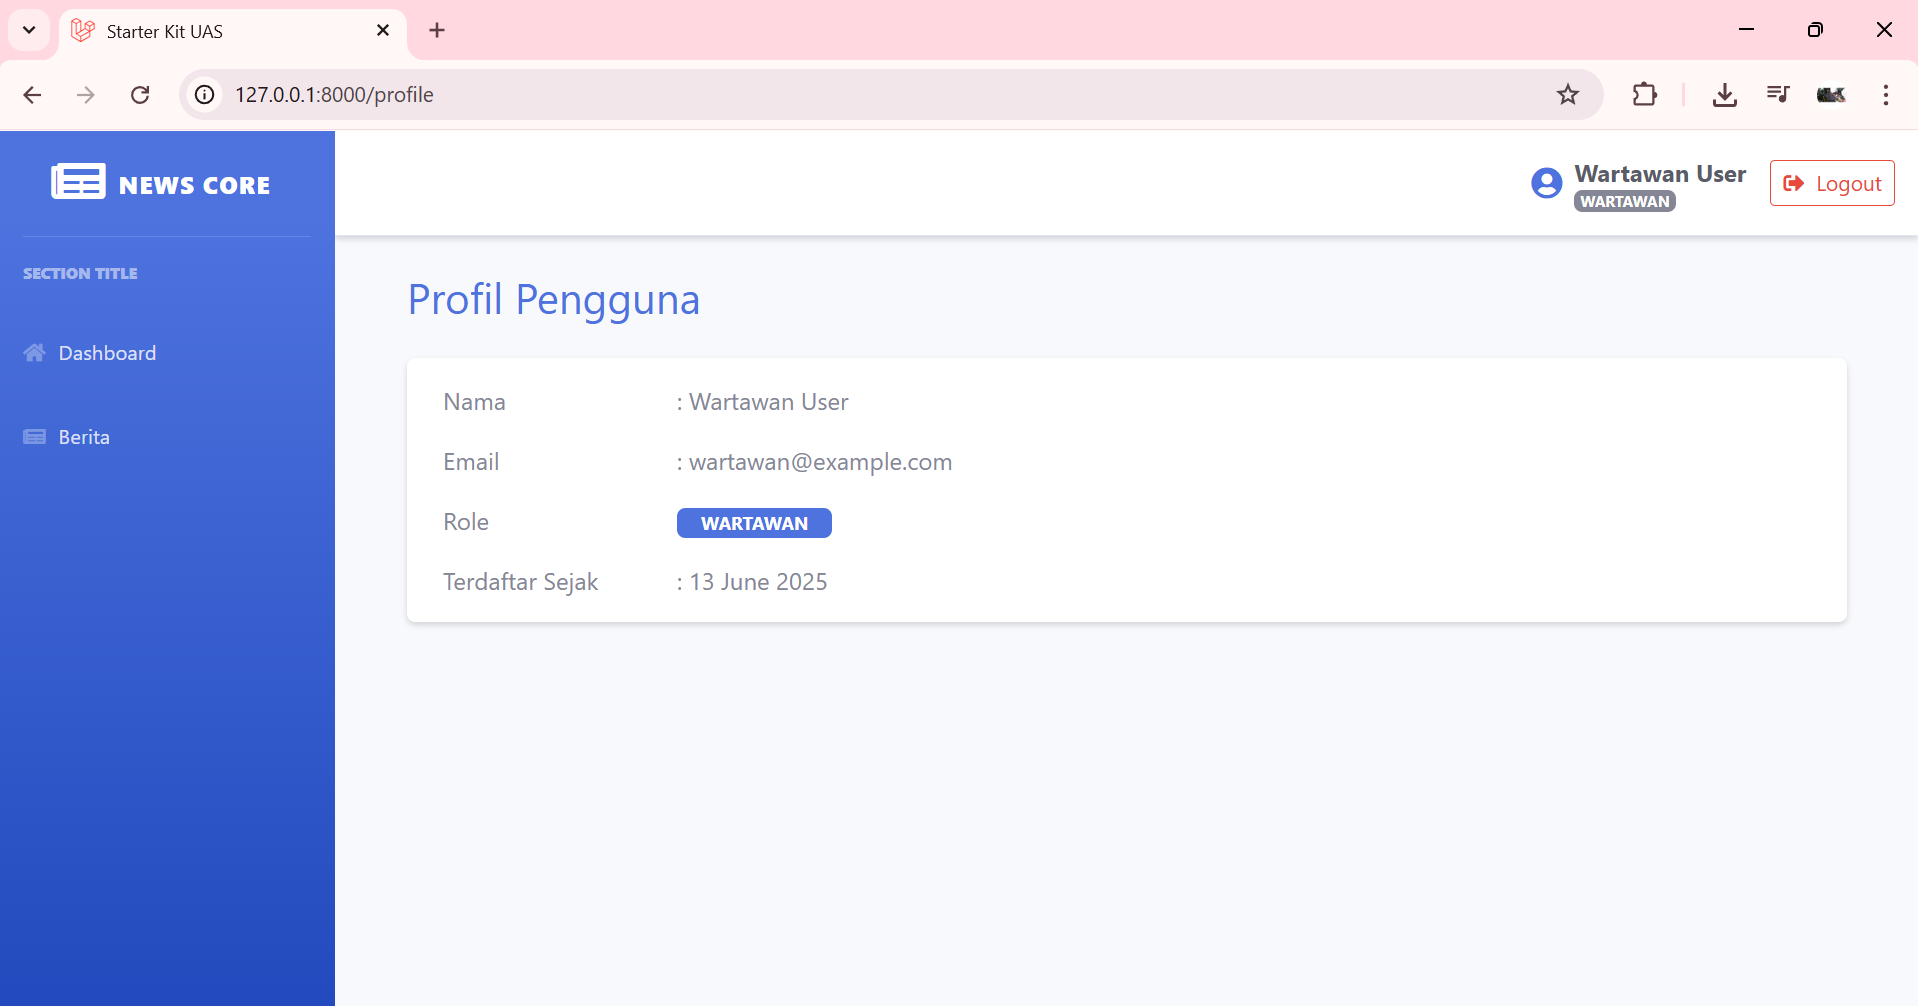 Starter Kit UAS
127.0.0.1:8000/profile
NEWS CORE
Wartawan User
WARTAWAN
Logout
SECTION TITLE
Dashboard
Berita
Profil Pengguna
Nama : Wartawan User
Email : wartawan@example.com
Role WARTAWAN
Terdaftar Sejak : 13 June 2025